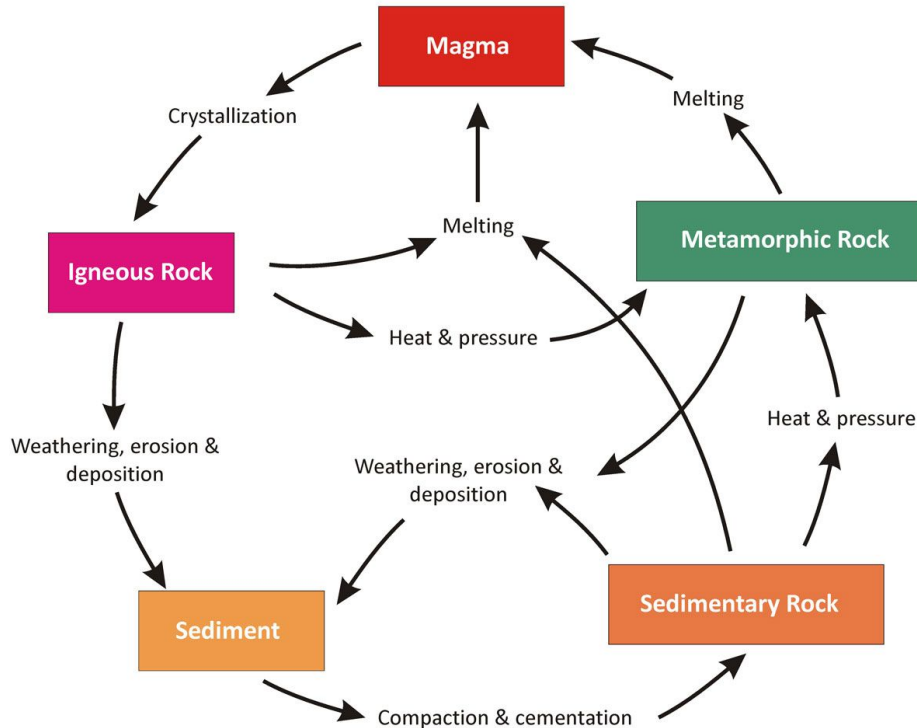 Magma
Crystallization
Melting
Melting
Metamorphic Rock
Igneous Rock
Heat & pressure
Heat & pressure
Weathering, erosion &
deposition
Weathering, erosion &
deposition
Sediment
Sedimentary Rock
Compaction & cementation